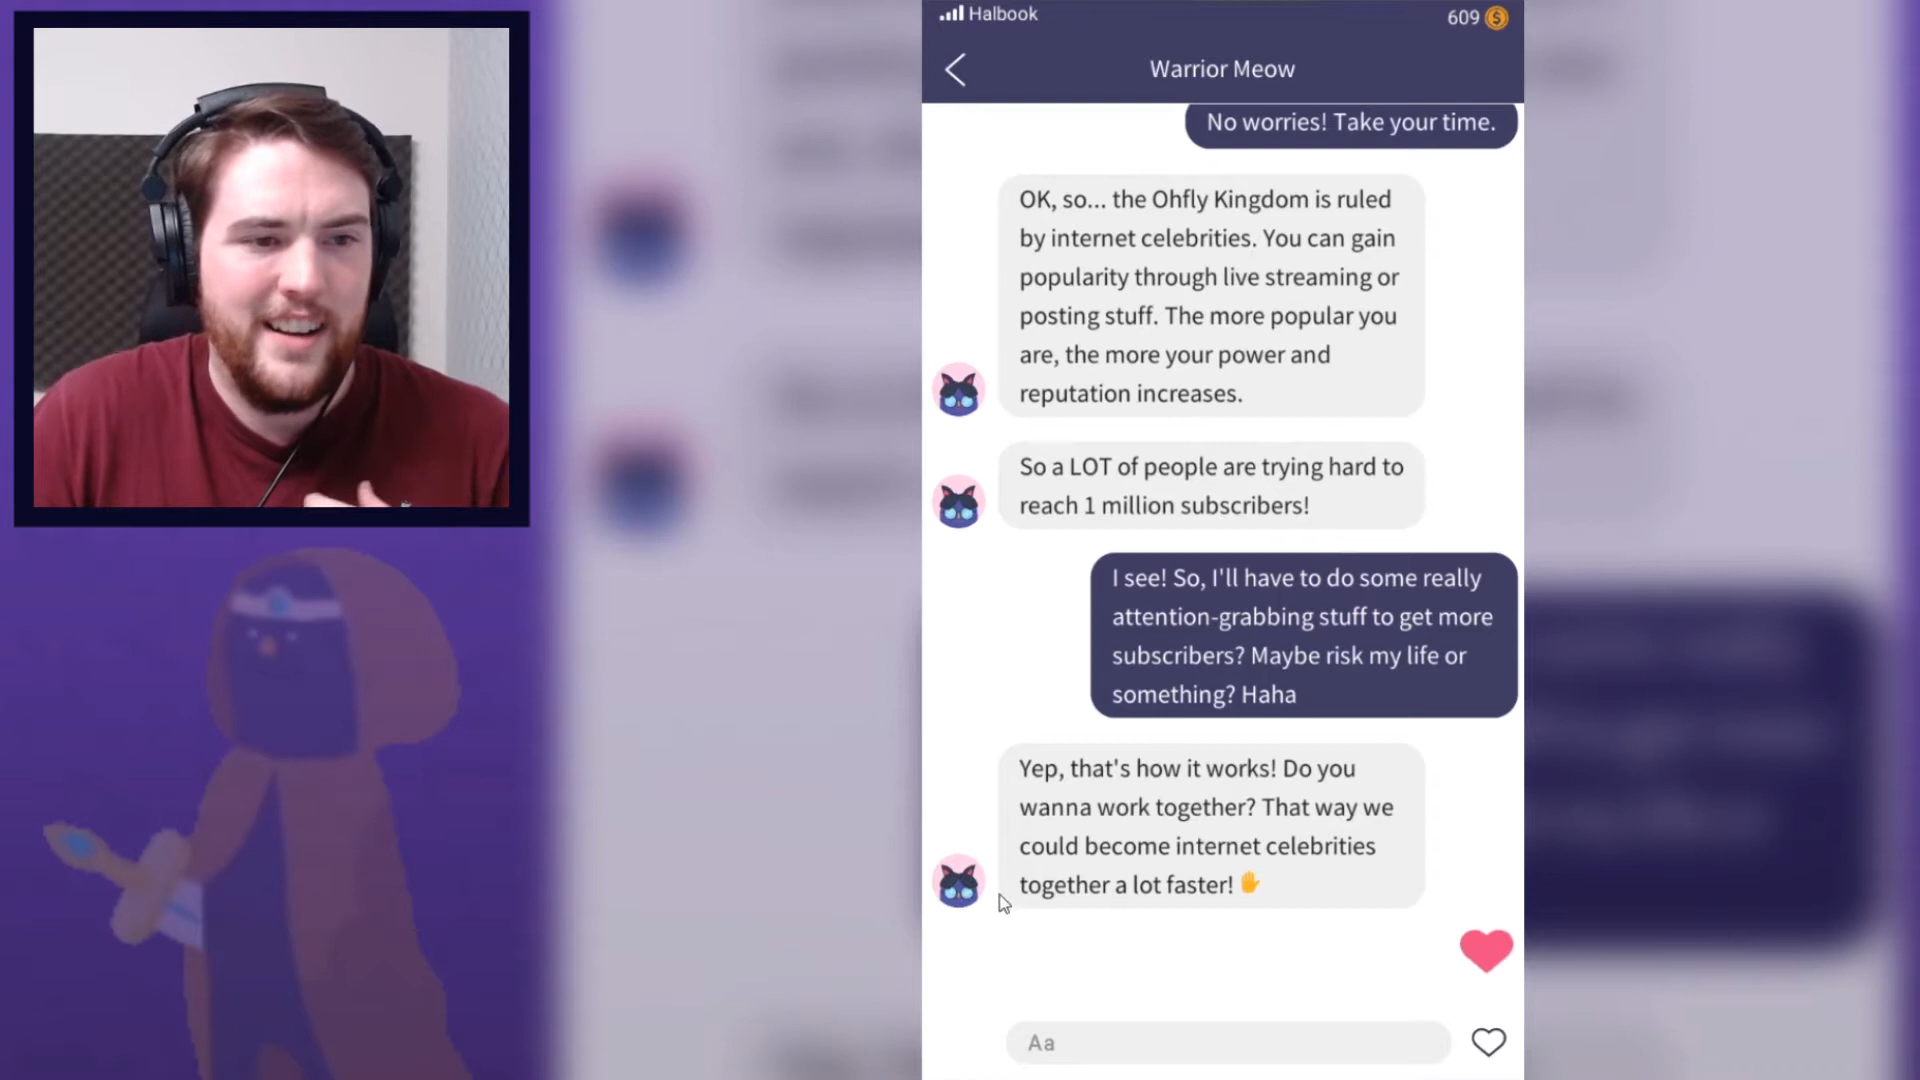 Halbook
609
Warrior Meow
No worries! Take your time.
OK, so... the Ohfly Kingdom is ruled
by internet celebrities. You can gain
popularity through live streaming or
posting stuff. The more popular you
are, the more your power and
reputation increases.
So a LOT of people are trying hard to
reach 1 million subscribers!
I see! So, I'll have to do some really
attention-grabbing stuff to get more
subscribers? Maybe risk my life or
something? Haha
Yep, that's how it works! Do you
wanna work together? That way we
could become internet celebrities
together a lot faster!🤚
Aa